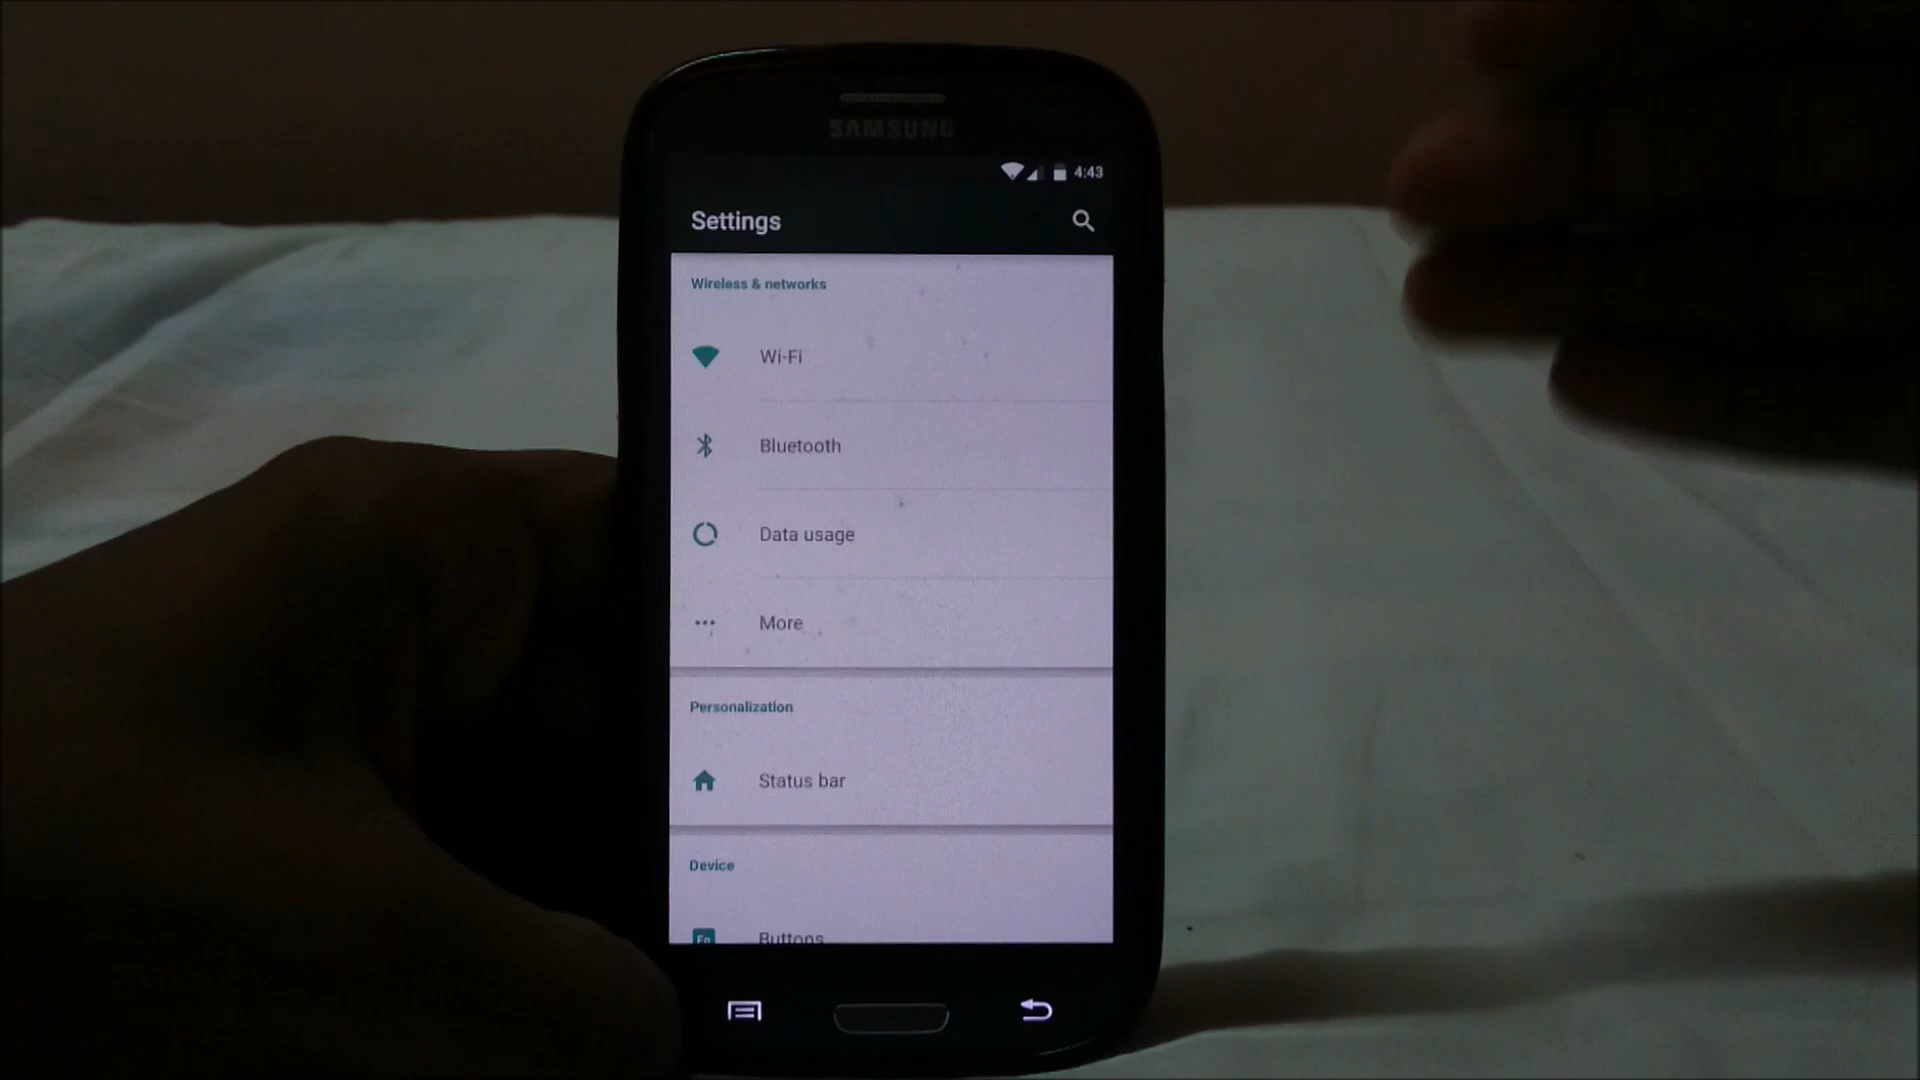 SAMSUNG
4:43
Settings
Wireless & networks
Wi-Fi
Bluetooth
Data usage
More
Personalization
Status bar
Device
Buttons